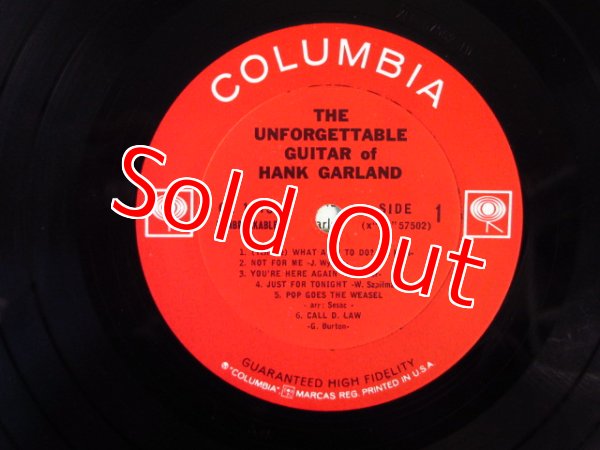 COLUMBIA
THE
UNFORGETTABLE
GUITAR of
HANK GARLAND
SIDE 1
57502)
WHAT TO DO?
2. NOT FOR ME -J.
3. YOU'RE HERE AGAIN
4. JUST FOR TONIGHT -W.
5. POP GOES THE WEASEL
- arr: Sesac -
6. CALL D. LAW
-G. Burton-
Sold Out
GUARANTEED HIGH FIDELITY
® "COLUMBIA", MARCAS REG. PRINTED IN U.S.A.